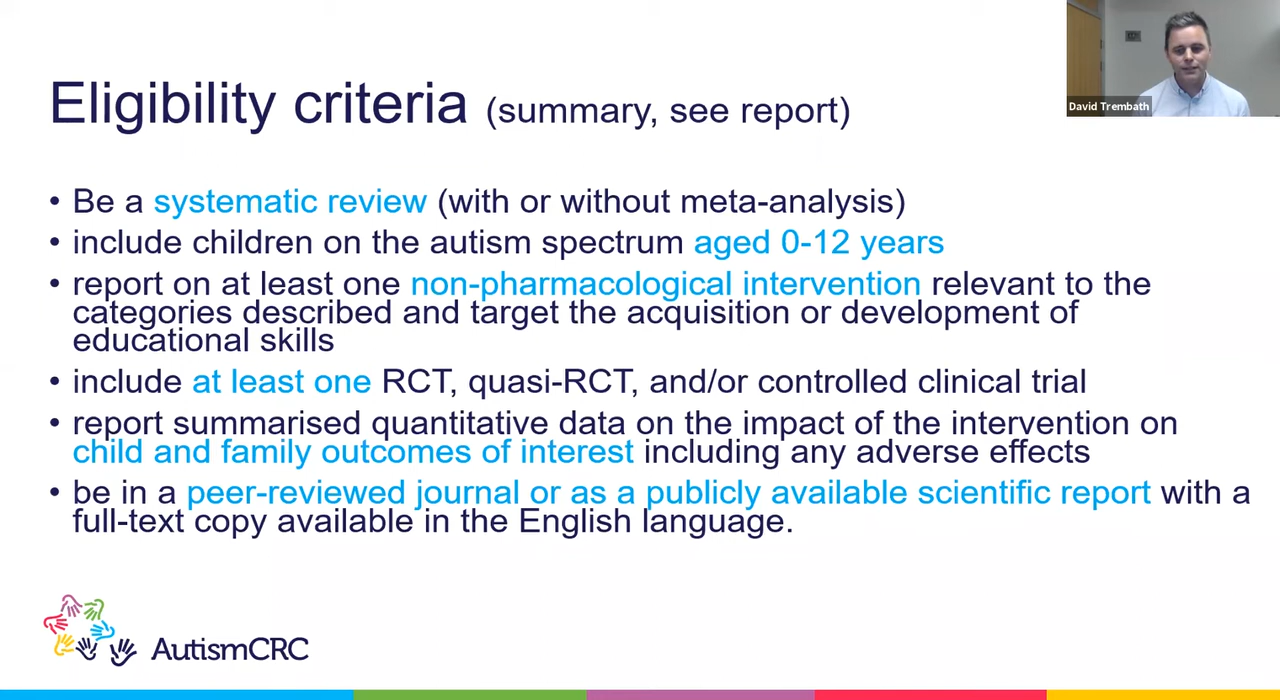 David Trembath
Eligibility criteria (summary, see report)
• Be a systematic review (with or without meta-analysis)
• include children on the autism spectrum aged 0-12 years
• report on at least one non-pharmacological intervention relevant to the
categories described and target the acquisition or development of
educational skills
• include at least one RCT, quasi-RCT, and/or controlled clinical trial
• report summarised quantitative data on the impact of the intervention on
child and family outcomes of interest including any adverse effects
• be in a peer-reviewed journal or as a publicly available scientific report with a
full-text copy available in the English language.
AutismCRC